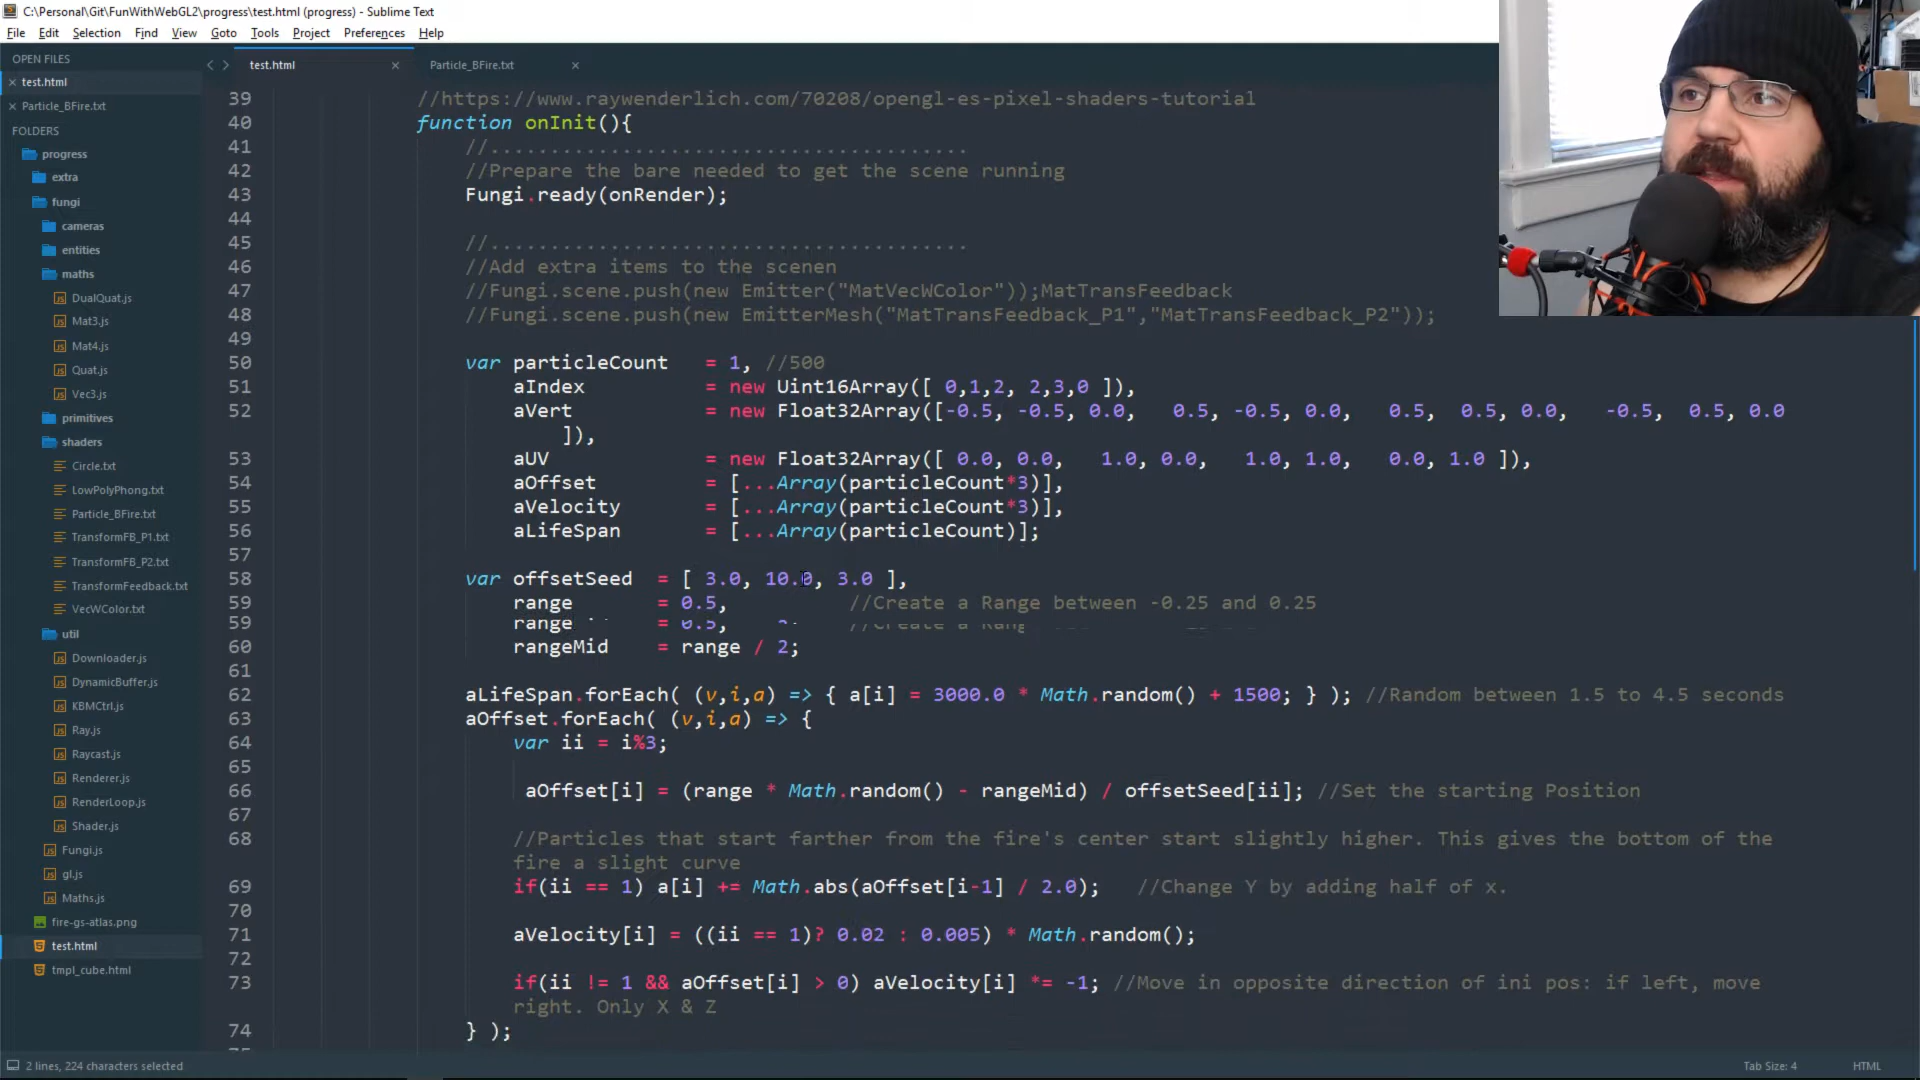 C:\Personal\Git\FunWithWebGL2\progress\test.html (progress) - Sublime Text
File Edit Selection Find View Goto Tools Project Preferences Help
OPEN FILES
test.html
Particle_BFire.txt
FOLDERS
progress
extra
fungi
cameras
entities
maths
DualQuat.js
Mat3.js
Mat4.js
Quat.js
Vec3.js
primitives
shaders
Circle.txt
LowPolyPhong.txt
Particle_BFire.txt
TransformFB_P1.txt
TransformFB_P2.txt
TransformFeedback.txt
VecWColor.txt
util
Downloader.js
DynamicBuffer.js
KBMCtrl.js
Ray.js
Raycast.js
Renderer.js
RenderLoop.js
Shader.js
Fungi.js
gl.js
Maths.js
fire-gs-atlas.png
test.html
tmpl_cube.html
test.html
Particle_BFire.txt
39 //https://www.raywenderlich.com/70208/opengl-es-pixel-shaders-tutorial
40 function onInit(){
41 //........................................
42 //Prepare the bare needed to get the scene running
43 Fungi.ready(onRender);
44
45 //........................................
46 //Add extra items to the scenen
47 //Fungi.scene.push(new Emitter("MatVecWColor"));MatTransFeedback
48 //Fungi.scene.push(new EmitterMesh("MatTransFeedback_P1","MatTransFeedback_P2"));
49
50 var particleCount = 1, //500
51 aIndex = new Uint16Array([ 0,1,2, 2,3,0 ]),
52 aVert = new Float32Array([-0.5, -0.5, 0.0, 0.5, -0.5, 0.0, 0.5, 0.5, 0.0, -0.5, 0.5, 0.0
]),
53 aUV = new Float32Array([ 0.0, 0.0, 1.0, 0.0, 1.0, 1.0, 0.0, 1.0 ]),
54 aOffset = [...Array(particleCount*3)],
55 aVelocity = [...Array(particleCount*3)],
56 aLifeSpan = [...Array(particleCount)];
57
58 var offsetSeed = [ 3.0, 10.0, 3.0 ],
59 range = 0.5, //Create a Range between -0.25 and 0.25
59 range = 0.5, //Create a Rang
60 rangeMid = range / 2;
61
62 aLifeSpan.forEach( (v,i,a) => { a[i] = 3000.0 * Math.random() + 1500; } ); //Random between 1.5 to 4.5 seconds
63 aOffset.forEach( (v,i,a) => {
64 var ii = i%3;
65
66 aOffset[i] = (range * Math.random() - rangeMid) / offsetSeed[ii]; //Set the starting Position
67
68 //Particles that start farther from the fire's center start slightly higher. This gives the bottom of the
fire a slight curve
69 if(ii == 1) a[i] += Math.abs(aOffset[i-1] / 2.0); //Change Y by adding half of x.
70
71 aVelocity[i] = ((ii == 1)? 0.02 : 0.005) * Math.random();
72
73 if(ii != 1 && aOffset[i] > 0) aVelocity[i] *= -1; //Move in opposite direction of ini pos: if left, move
right. Only X & Z
74 } );
2 lines, 224 characters selected
Tab Size: 4
HTML